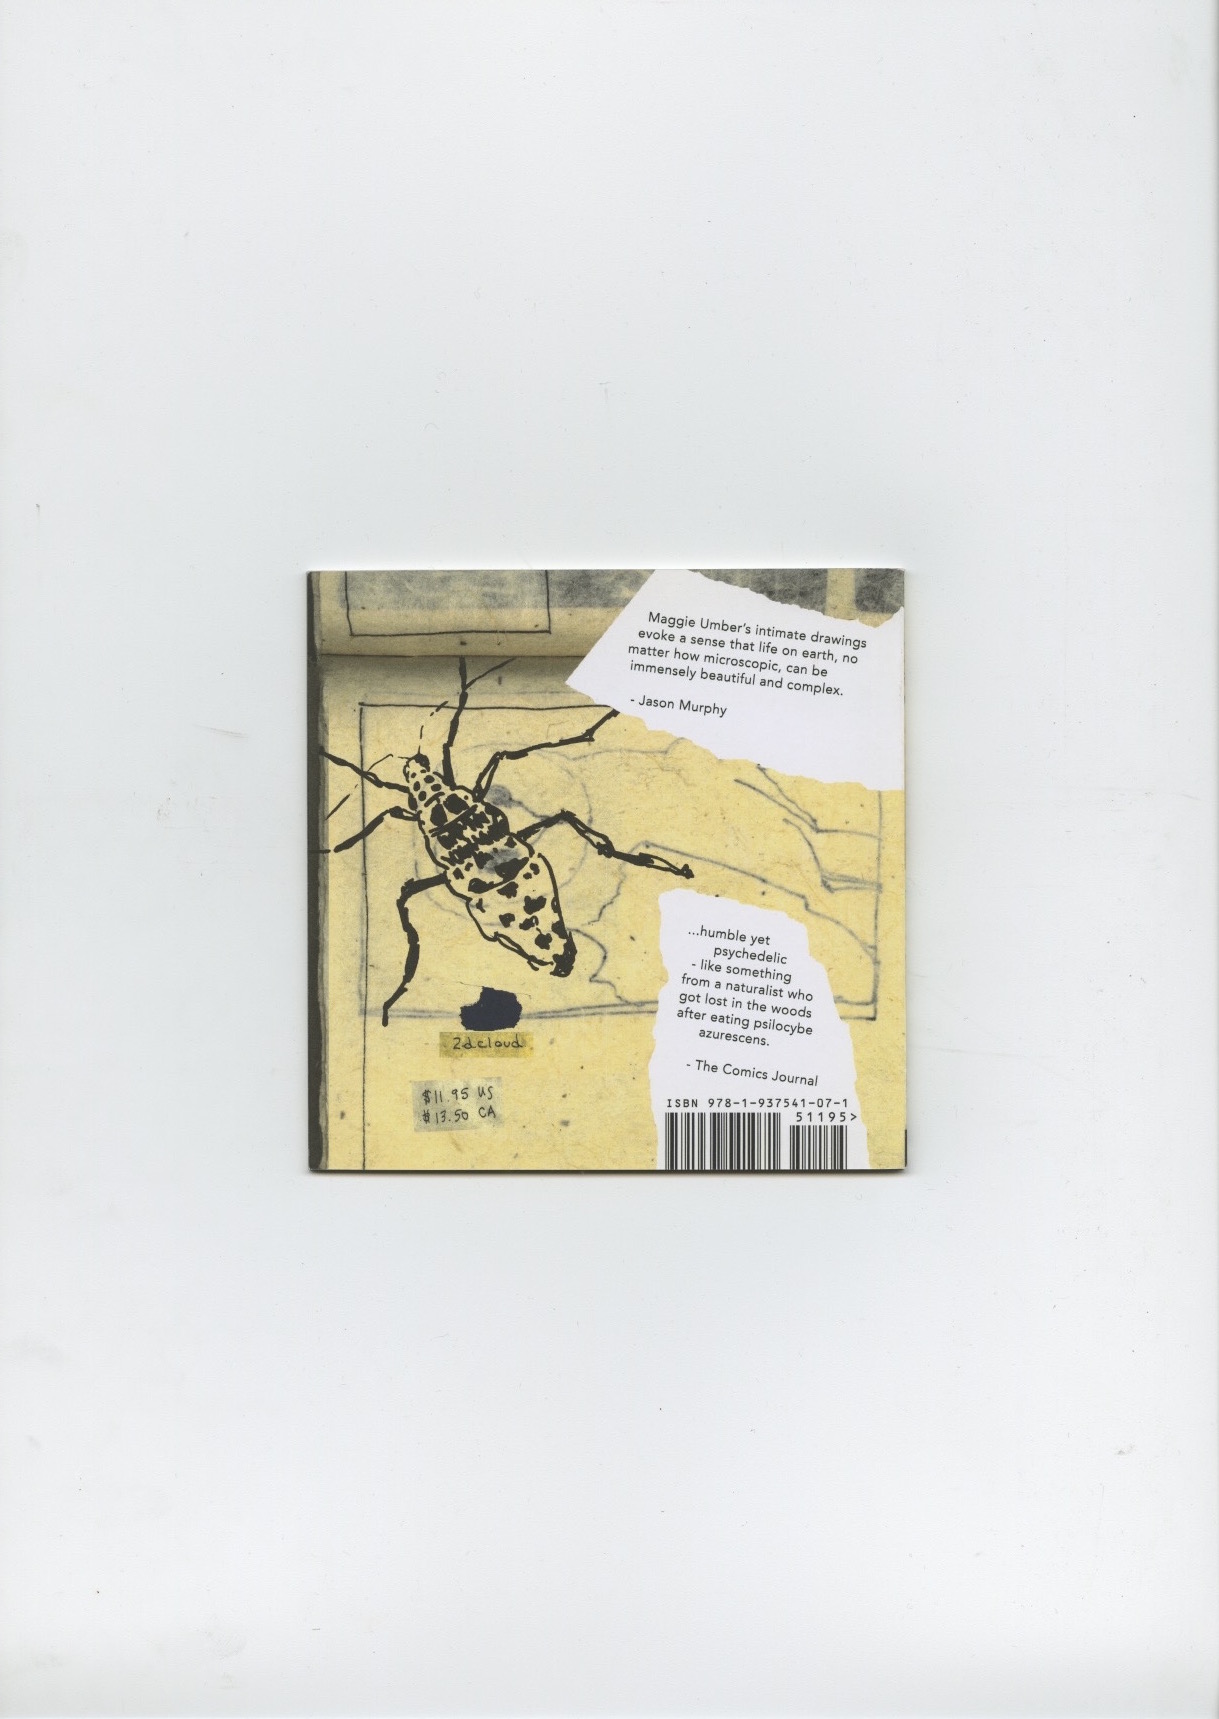 Maggie Umber's intimate drawings
evoke a sense that life on earth, no
matter how microscopic, can be
immensely beautiful and complex.
- Jason Murphy
...humble yet
psychedelic
- like something
from a naturalist who
got lost in the woods
after eating psilocybe
azurescens.
- The Comics Journal
2dcloud
$11.95 US
$13.50 CA
ISBN 978-1-937541-07-1
51195>